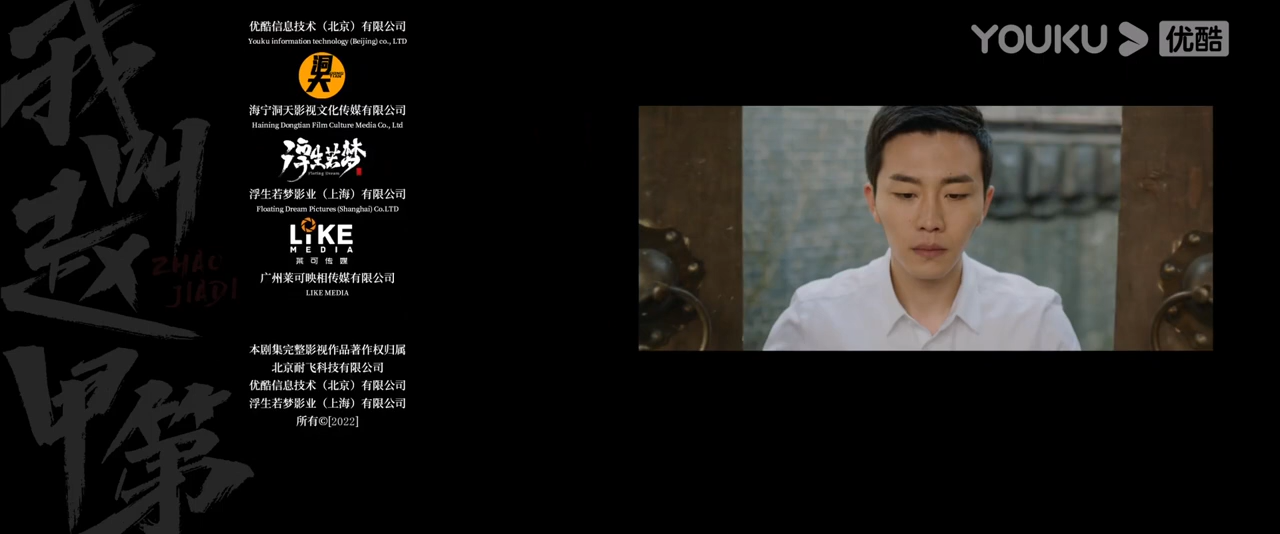 我叫赵甲第
ZHAO
JIADI
优酷信息技术（北京）有限公司
Youku information technology (Beijing) co., LTD
洞天
海宁洞天影视文化传媒有限公司
Haining Dongtian Film Culture Media Co., Ltd
浮生若梦
Floating Dream
浮生若梦影业（上海）有限公司
Floating Dream Pictures (Shanghai) Co.LTD
LIKE
MEDIA
莱可传媒
广州莱可映相传媒有限公司
LIKE MEDIA
本剧集完整影视作品著作权归属
北京耐飞科技有限公司
优酷信息技术（北京）有限公司
浮生若梦影业（上海）有限公司
所有©[2022]
YOUKU 优酷